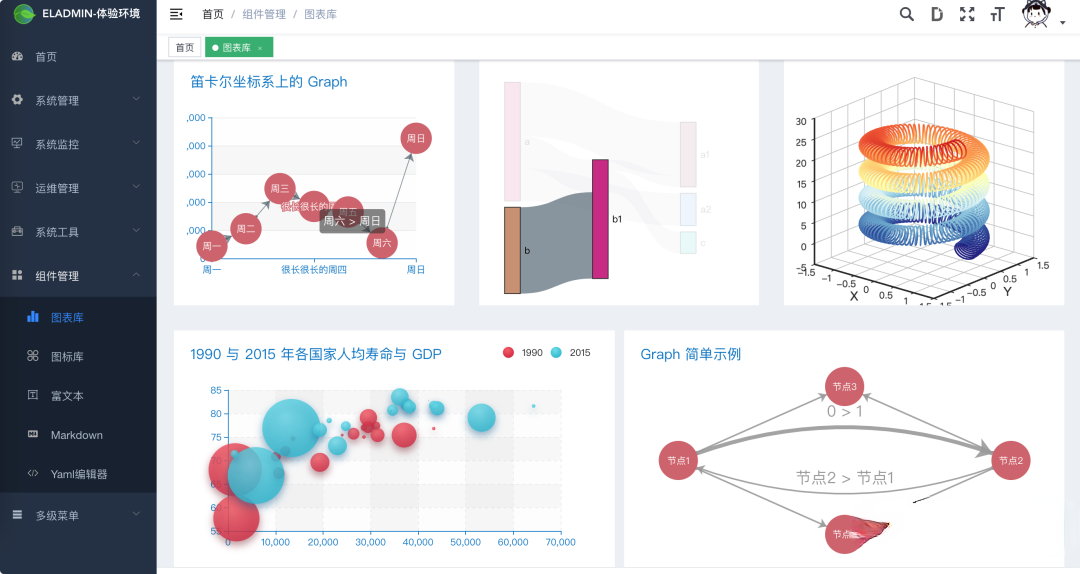 ELADMIN-体验环境
首页 / 组件管理 / 图表库
首页
图表库 ×
首页
系统管理
系统监控
运维管理
系统工具
组件管理
图表库
图标库
富文本
Markdown
Yaml编辑器
多级菜单
笛卡尔坐标系上的 Graph
,000
,000
,000
,000
,000
0
周一
周二
周三
很长很长的周
周五
周六
周日
周六 > 周日
周一
很长很长的周四
周日
a
b
b1
a1
a2
c
30
25
20
15
10
5
0
-5
-1.5
-1
-0.5
0
0.5
1
1.5
X
-1.5
-1
-0.5
0
0.5
1
1.5
Y
1990 与 2015 年各国家人均寿命与 GDP
1990
2015
85
80
75
0
10,000
20,000
30,000
40,000
50,000
60,000
70,000
Graph 简单示例
节点3
0 > 1
节点1
节点2
节点2 > 节点1
节点